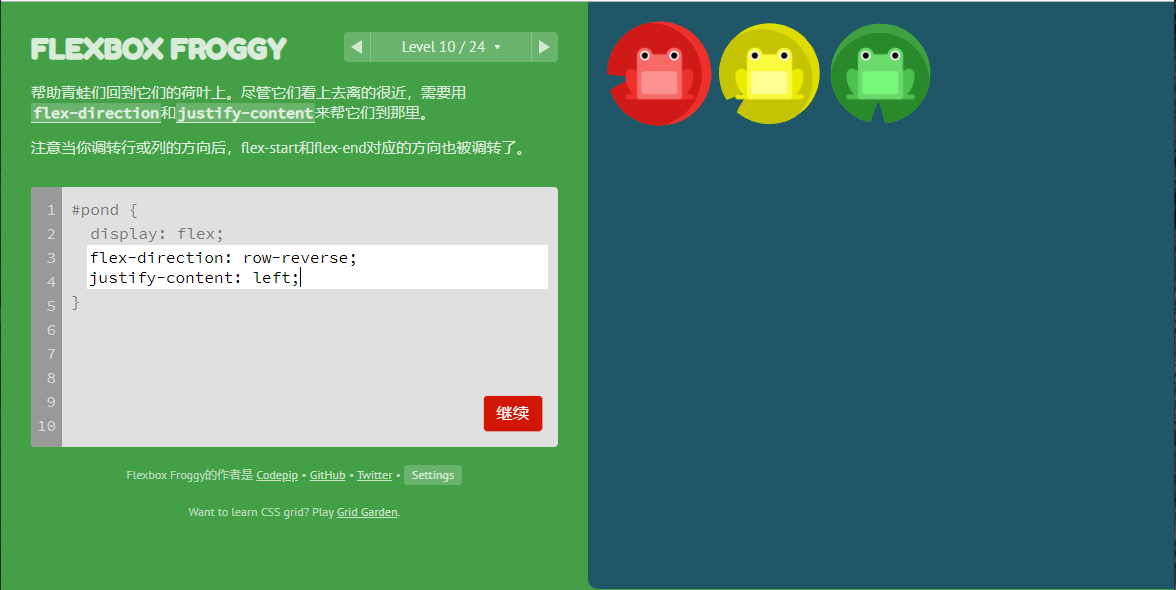 FLEXBOX FROGGY
Level 10 / 24
帮助青蛙们回到它们的荷叶上。尽管它们看上去离的很近，需要用
flex-direction和justify-content来帮它们到那里。
注意当你调转行或列的方向后，flex-start和flex-end对应的方向也被调转了。
1 #pond {
2 display: flex;
3 flex-direction: row-reverse;
4 justify-content: left;
5 }
6
7
8
9
10
继续
Flexbox Froggy的作者是 Codepip • GitHub • Twitter • Settings
Want to learn CSS grid? Play Grid Garden.